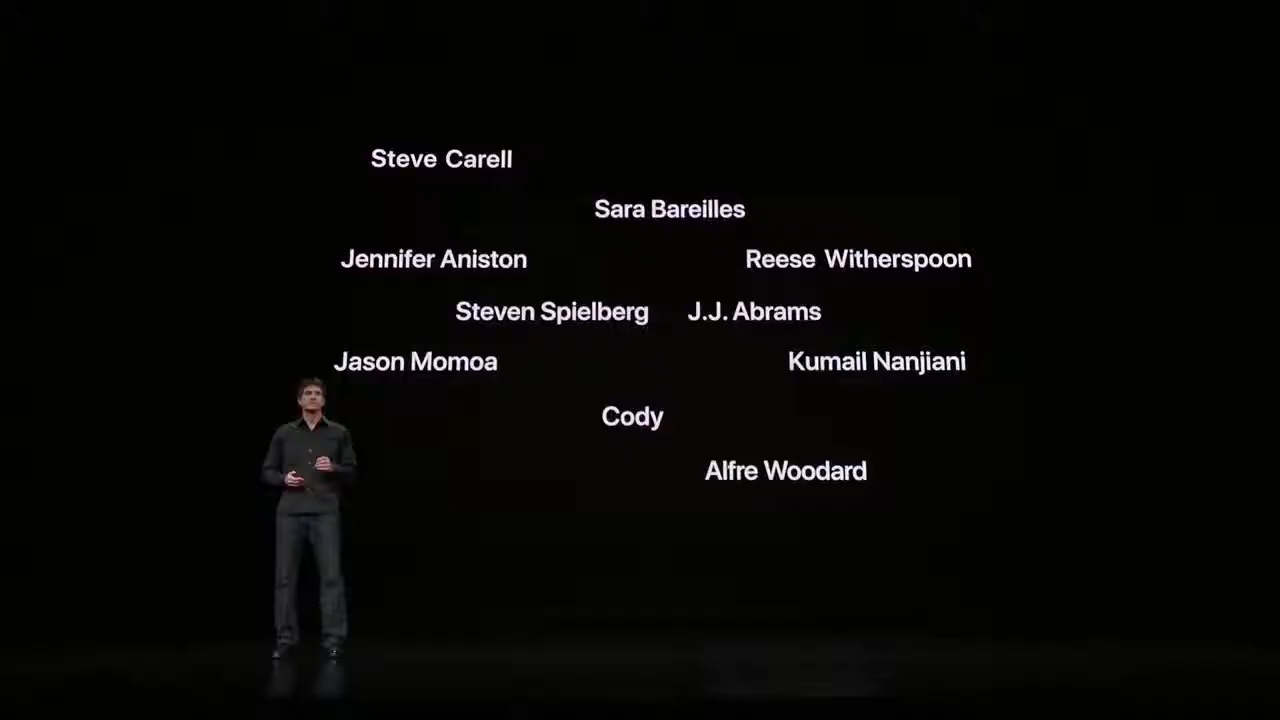 Steve Carell
Sara Bareilles
Jennifer Aniston Reese Witherspoon
Steven Spielberg J.J. Abrams
Jason Momoa Kumail Nanjiani
Cody
Alfre Woodard